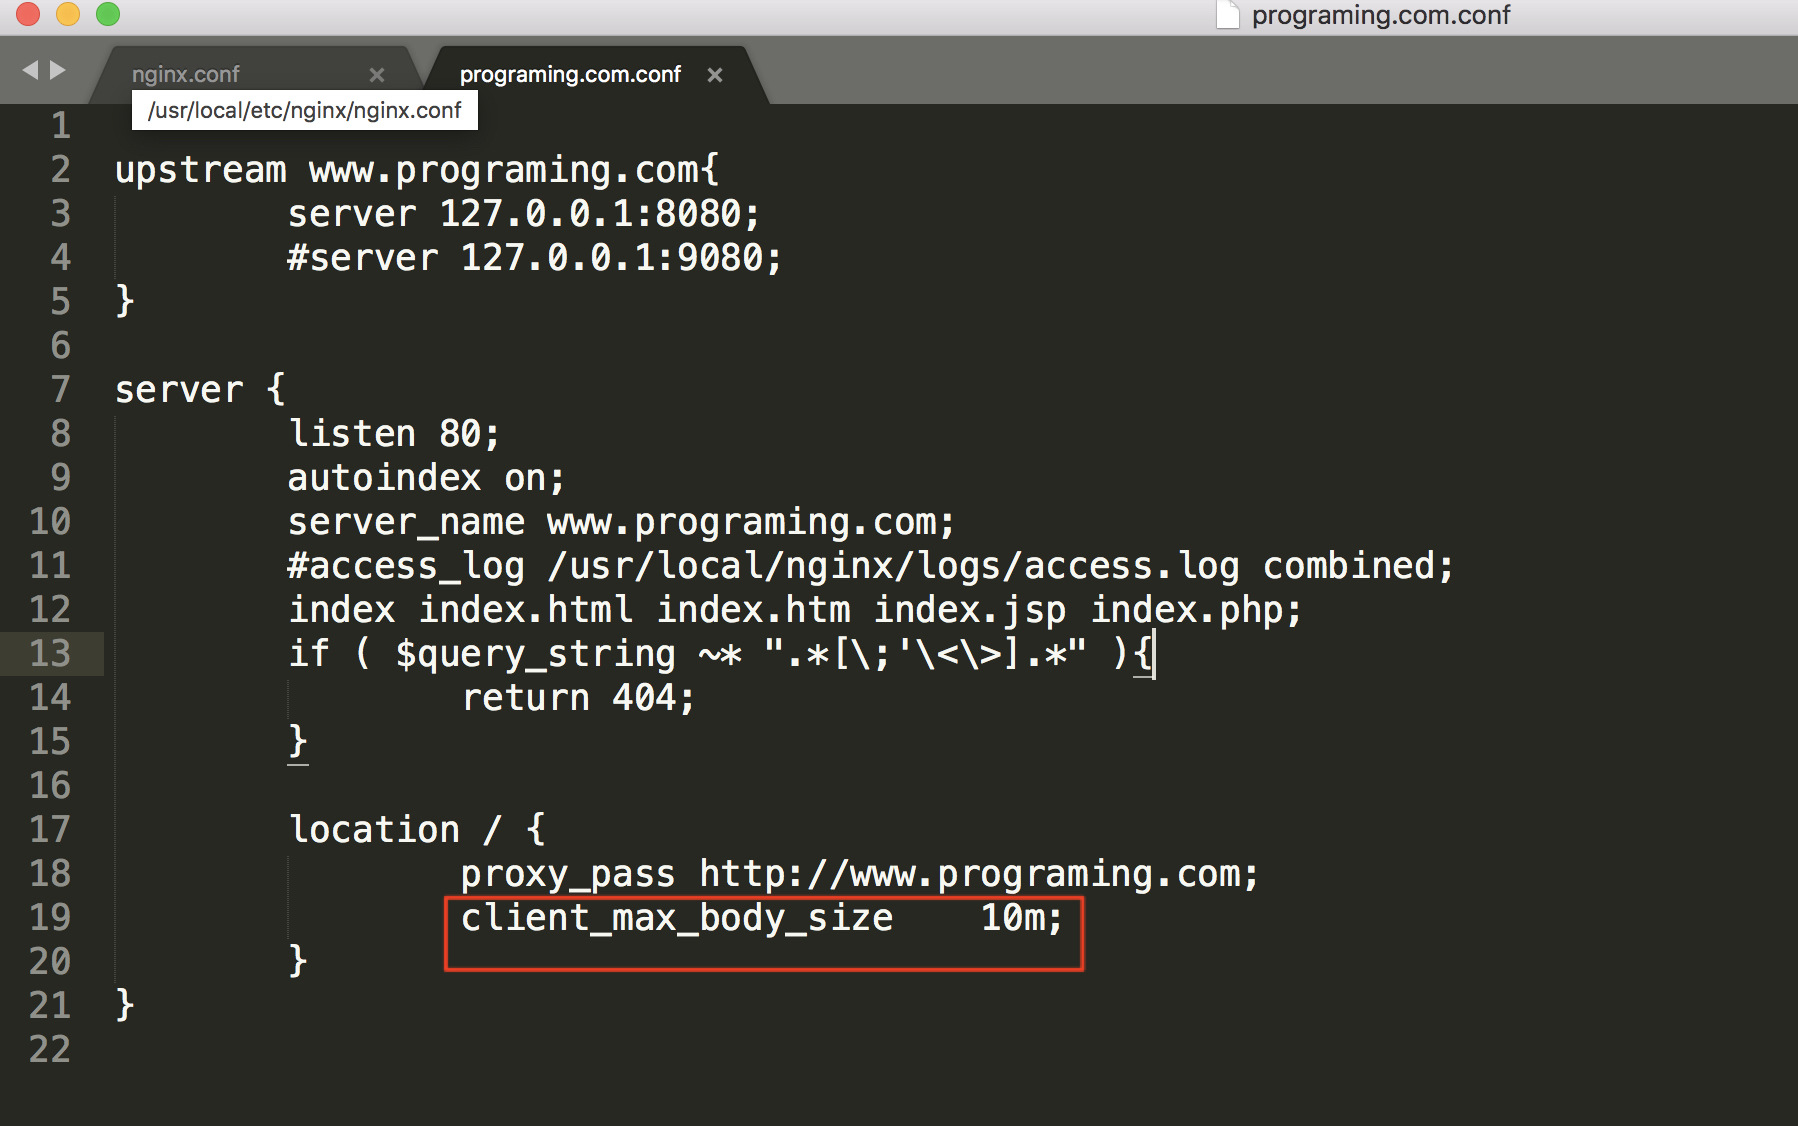 programing.com.conf
nginx.conf × programing.com.conf ×
/usr/local/etc/nginx/nginx.conf
1
2 upstream www.programing.com{
3 server 127.0.0.1:8080;
4 #server 127.0.0.1:9080;
5 }
6
7 server {
8 listen 80;
9 autoindex on;
10 server_name www.programing.com;
11 #access_log /usr/local/nginx/logs/access.log combined;
12 index index.html index.htm index.jsp index.php;
13 if ( $query_string ~* ".*[\;'\<\>].*" ){
14 return 404;
15 }
16
17 location / {
18 proxy_pass http://www.programing.com;
19 client_max_body_size    10m;
20 }
21 }
22